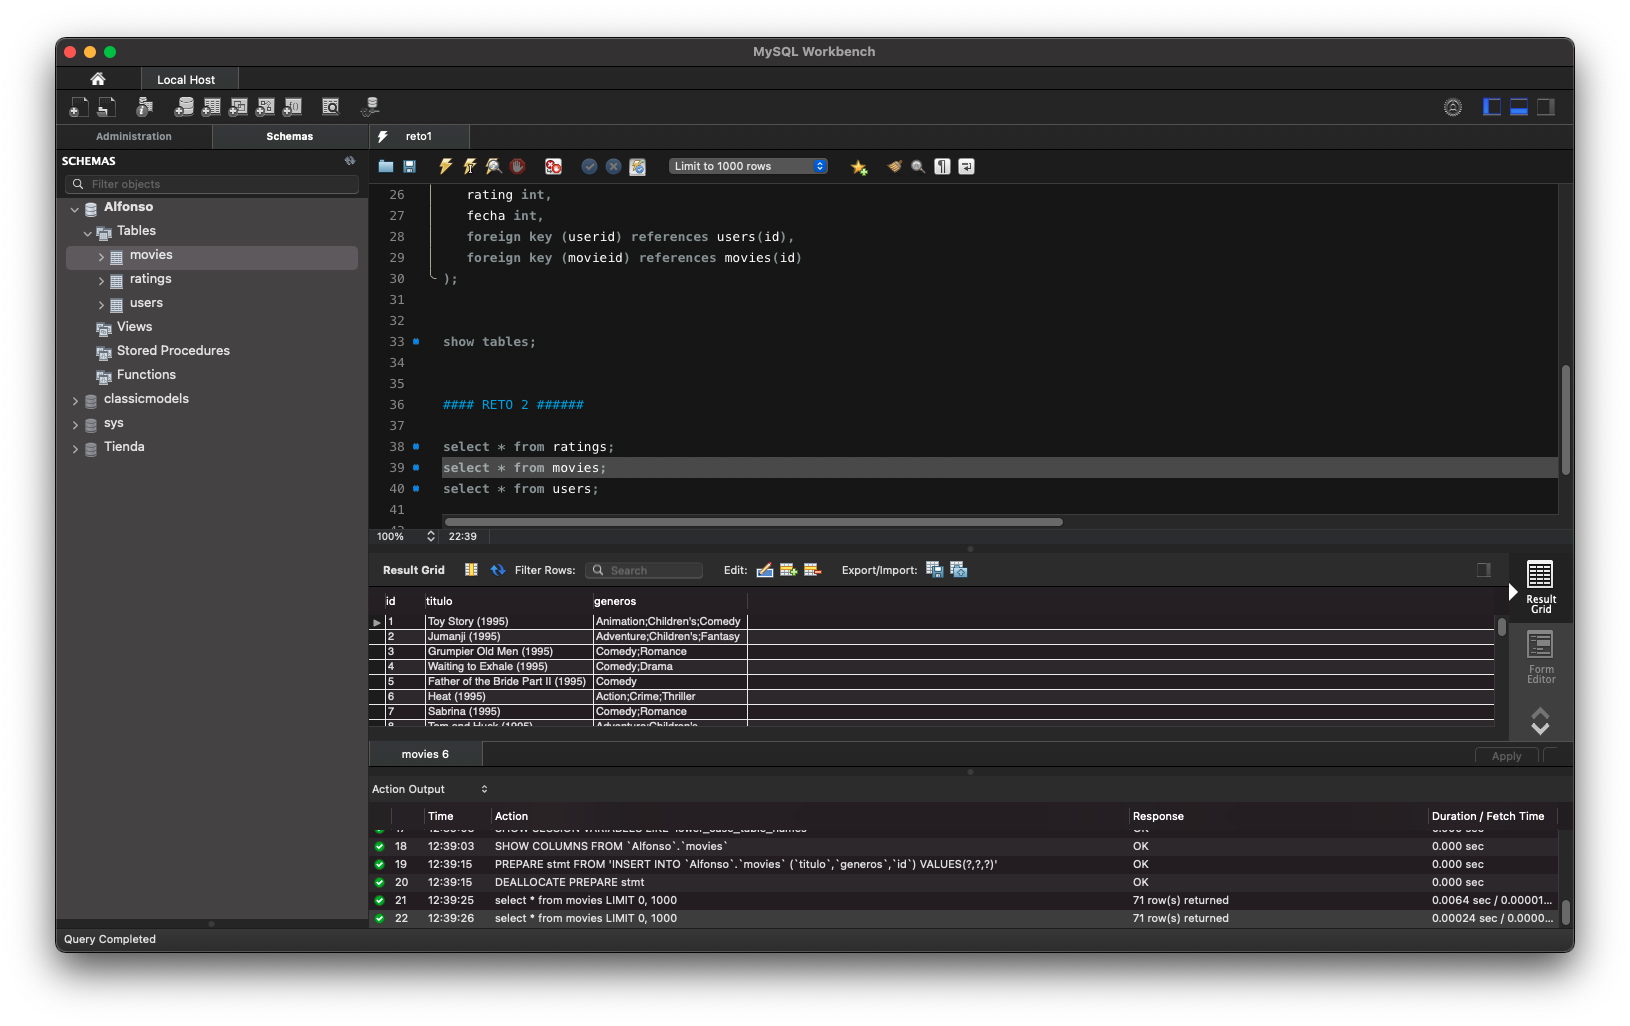 MySQL Workbench
Local Host
Administration
Schemas
reto1
SCHEMAS
Filter objects
Alfonso
Tables
movies
ratings
users
Views
Stored Procedures
Functions
classicmodels
sys
Tienda
Limit to 1000 rows
26 rating int,
27 fecha int,
28 foreign key (userid) references users(id),
29 foreign key (movieid) references movies(id)
30 );
31
32
33 show tables;
34
35
36 #### RETO 2 ######
37
38 select * from ratings;
39 select * from movies;
40 select * from users;
41
100% 22:39
Result Grid Filter Rows: Search Edit: Export/Import:
id titulo generos
1 Toy Story (1995) Animation;Children's;Comedy
2 Jumanji (1995) Adventure;Children's;Fantasy
3 Grumpier Old Men (1995) Comedy;Romance
4 Waiting to Exhale (1995) Comedy;Drama
5 Father of the Bride Part II (1995) Comedy
6 Heat (1995) Action;Crime;Thriller
7 Sabrina (1995) Comedy;Romance
8 Tom and Huck (1995) Adventure;Children's
Result
Grid
Form
Editor
movies 6
Apply
Action Output
Time Action Response Duration / Fetch Time
18 12:39:03 SHOW COLUMNS FROM `Alfonso`.`movies` OK 0.000 sec
19 12:39:15 PREPARE stmt FROM 'INSERT INTO `Alfonso`.`movies` (`titulo`,`generos`,`id`) VALUES(?,?,?)' OK 0.000 sec
20 12:39:15 DEALLOCATE PREPARE stmt OK 0.000 sec
21 12:39:25 select * from movies LIMIT 0, 1000 71 row(s) returned 0.0064 sec / 0.00001...
22 12:39:26 select * from movies LIMIT 0, 1000 71 row(s) returned 0.00024 sec / 0.0000...
Query Completed